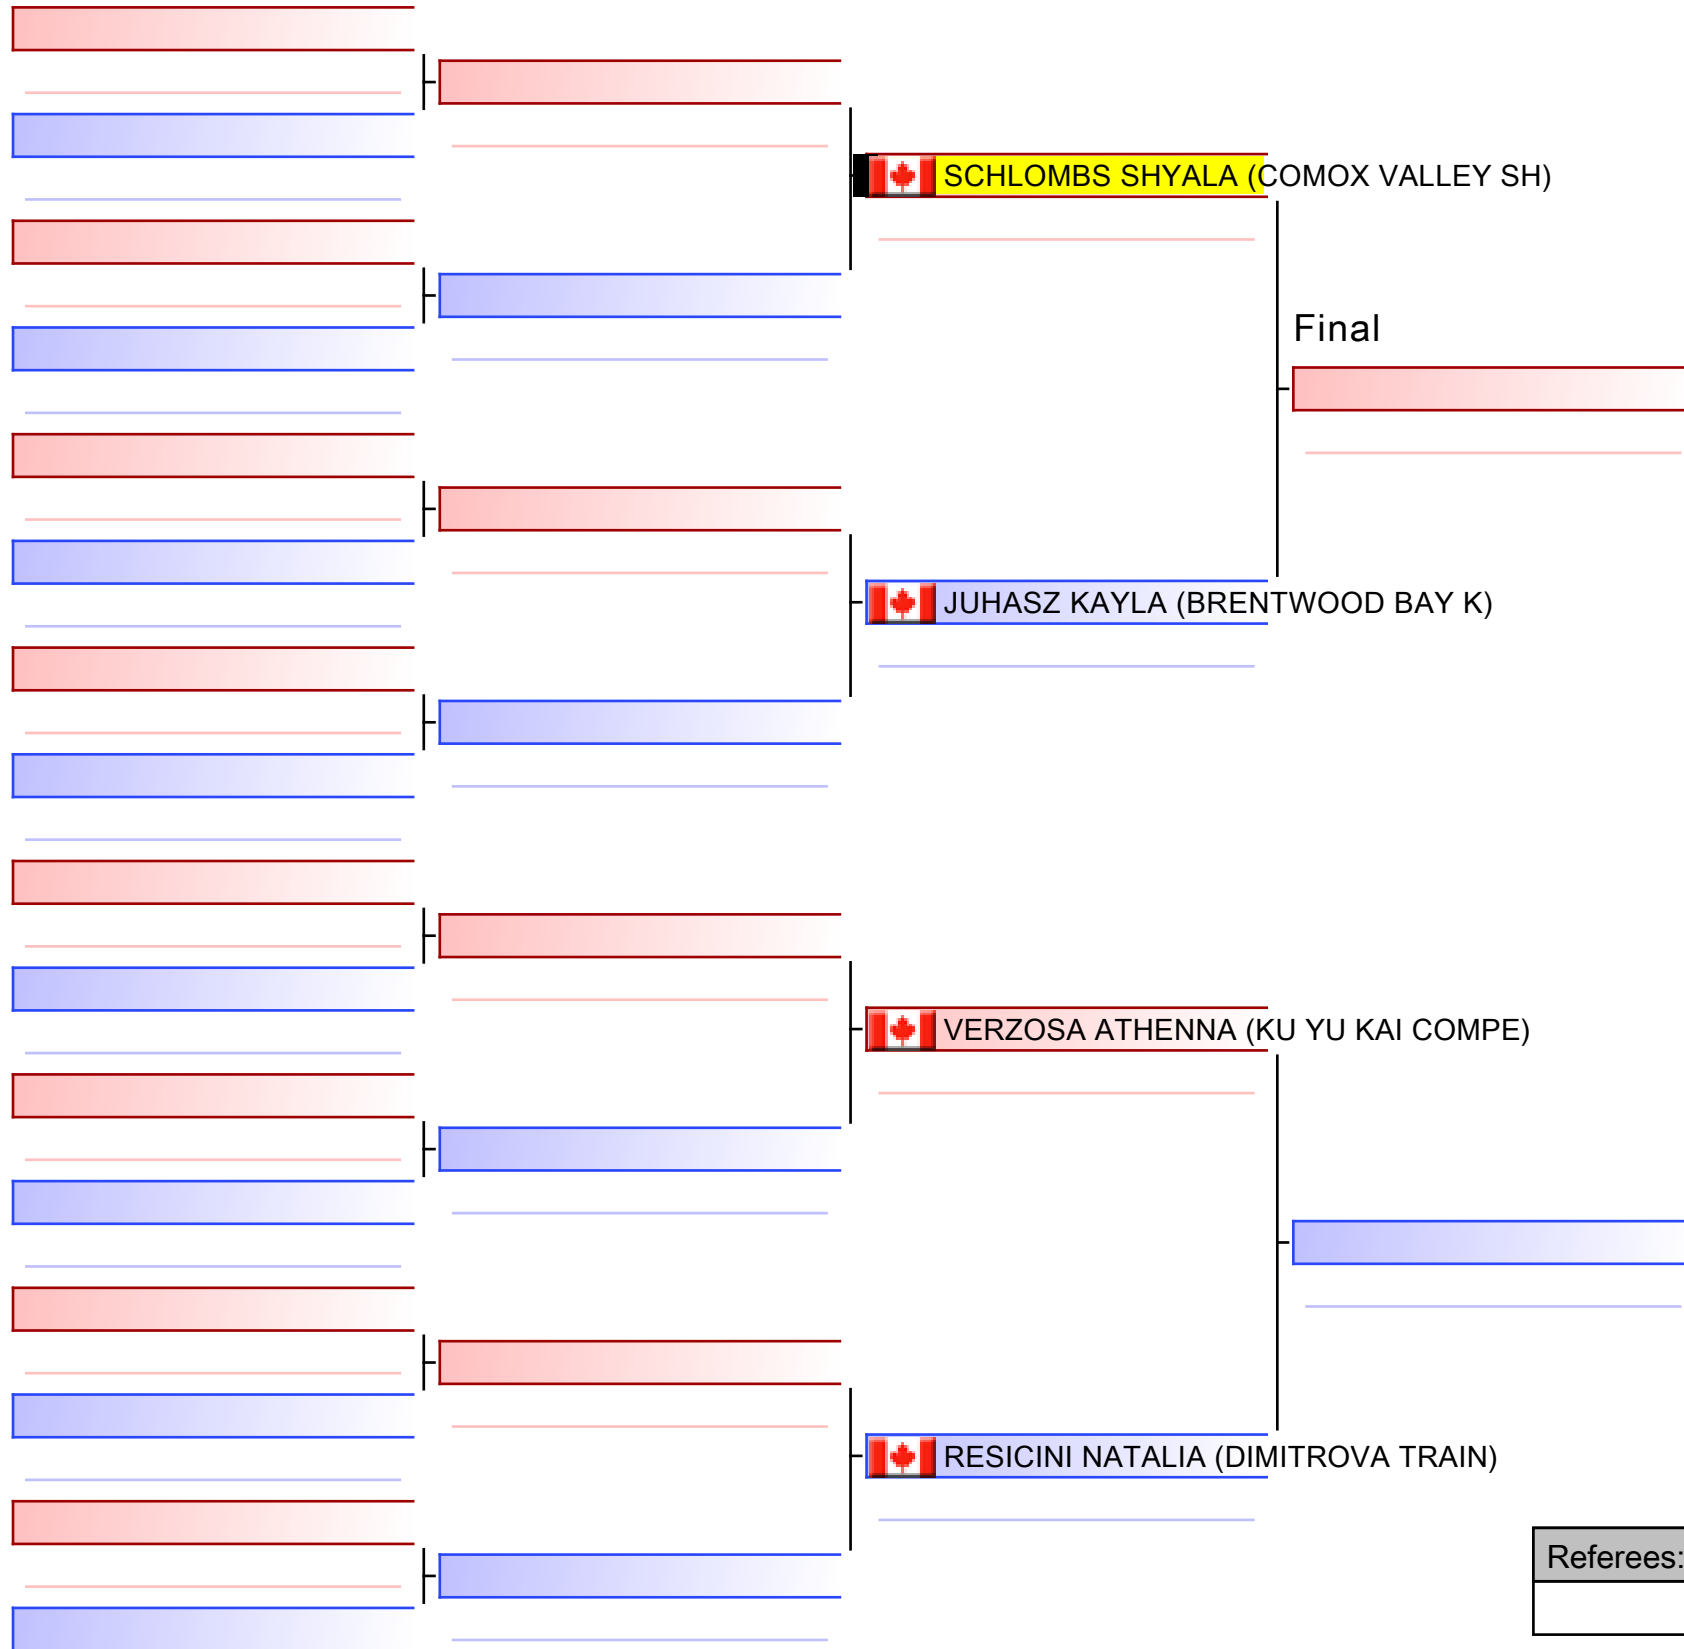 SCHLOMBS SHYALA (COMOX VALLEY SH)
Final
JUHASZ KAYLA (BRENTWOOD BAY K)
VERZOSA ATHENNA (KU YU KAI COMPE)
RESICINI NATALIA (DIMITROVA TRAIN)
Referees: